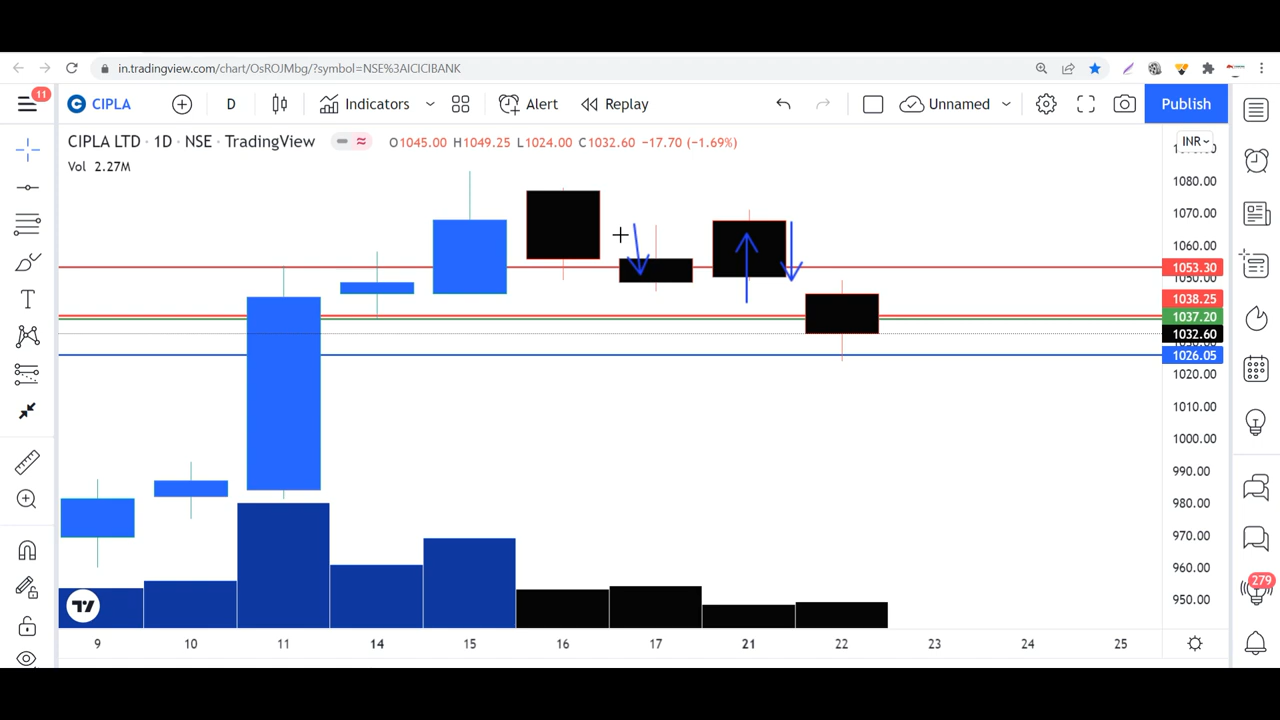 in.tradingview.com/chart/OsROJMbg/?symbol=NSE%3AICICIBANK
11
CIPLA
D
Indicators
Alert
Replay
Unnamed
Publish
CIPLA LTD · 1D · NSE · TradingView
O1045.00 H1049.25 L1024.00 C1032.60 −17.70 (−1.69%)
Vol 2.27M
INR
1080.00
1070.00
1060.00
1053.30
1050.00
1038.25
1037.20
1032.60
1026.05
1020.00
1010.00
1000.00
990.00
980.00
970.00
960.00
950.00
279
9 10 11 14 15 16 17 21 22 23 24 25